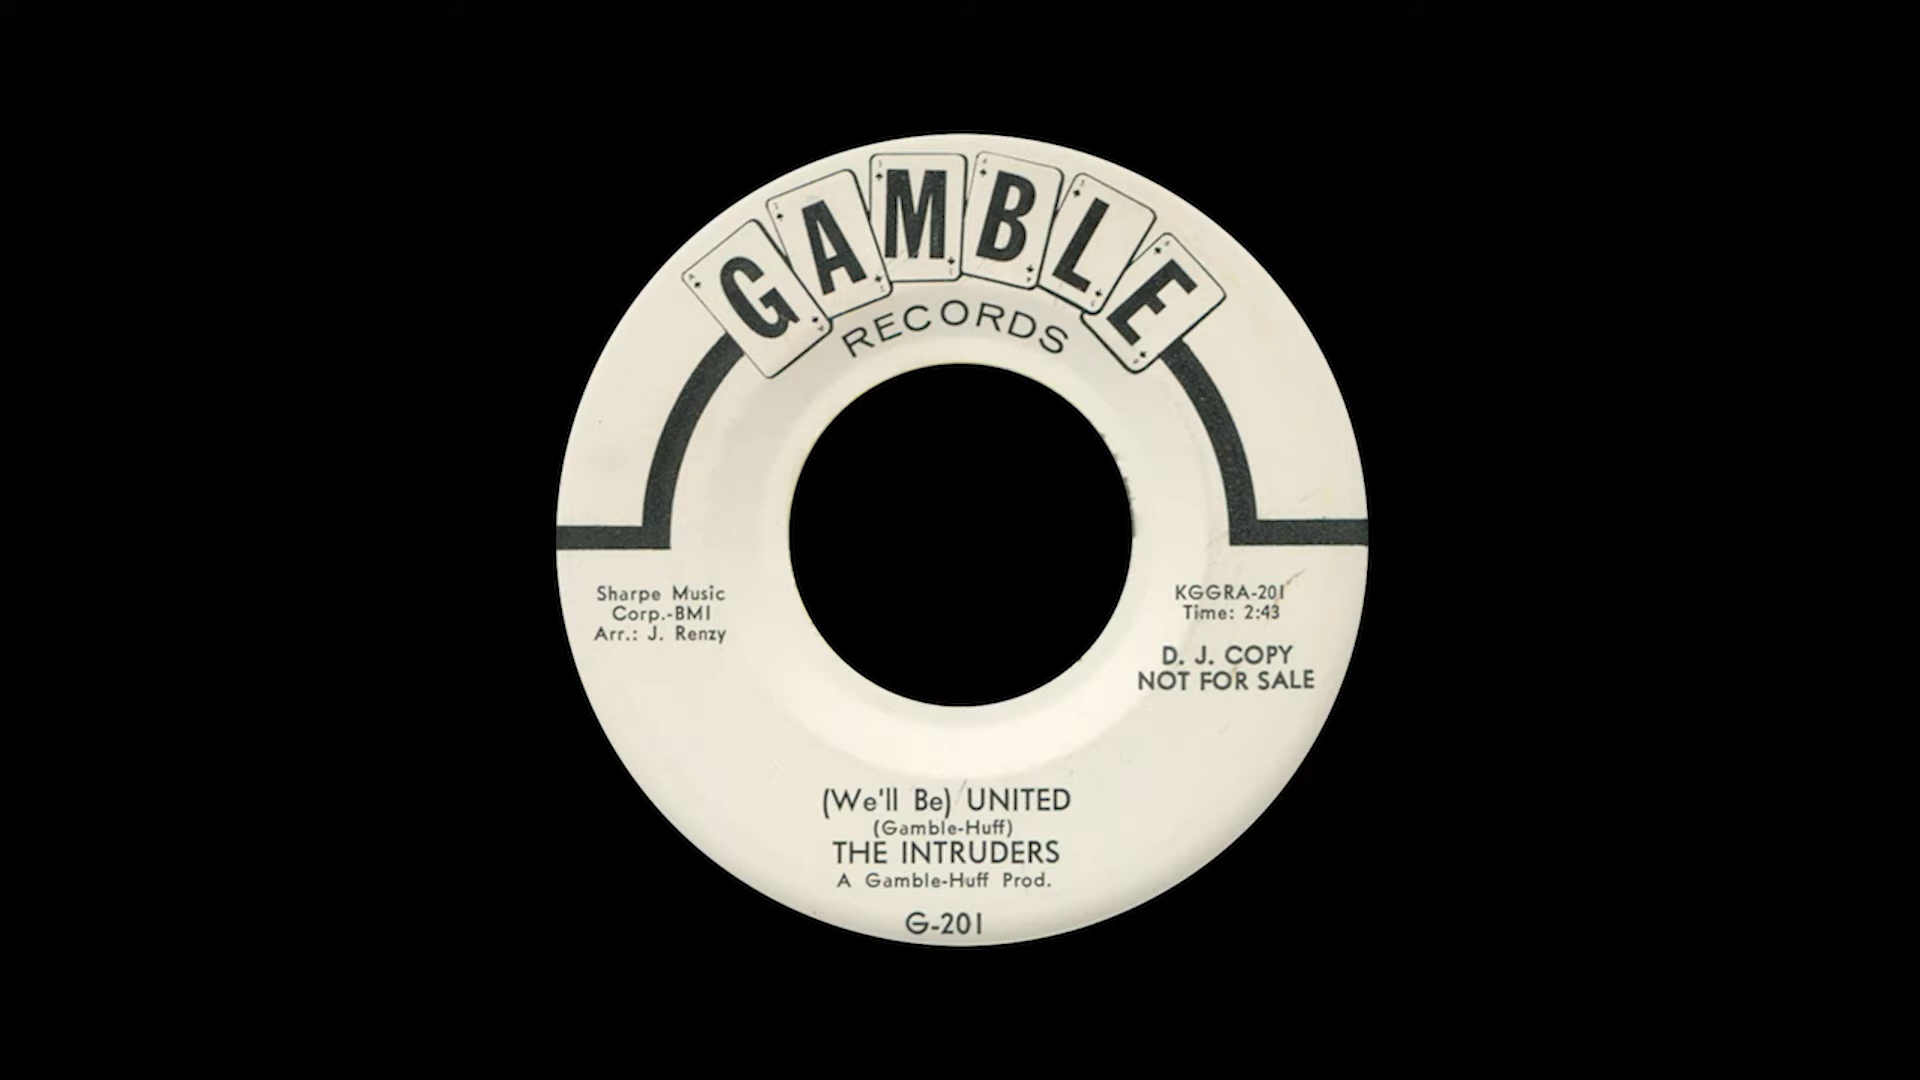 GAMBLE
RECORDS
Sharpe Music
Corp.-BMI
Arr.: J. Renzy
KGGRA-201
Time: 2:43
D. J. COPY
NOT FOR SALE
(We'll Be) UNITED
(Gamble-Huff)
THE INTRUDERS
A Gamble-Huff Prod.
G-201